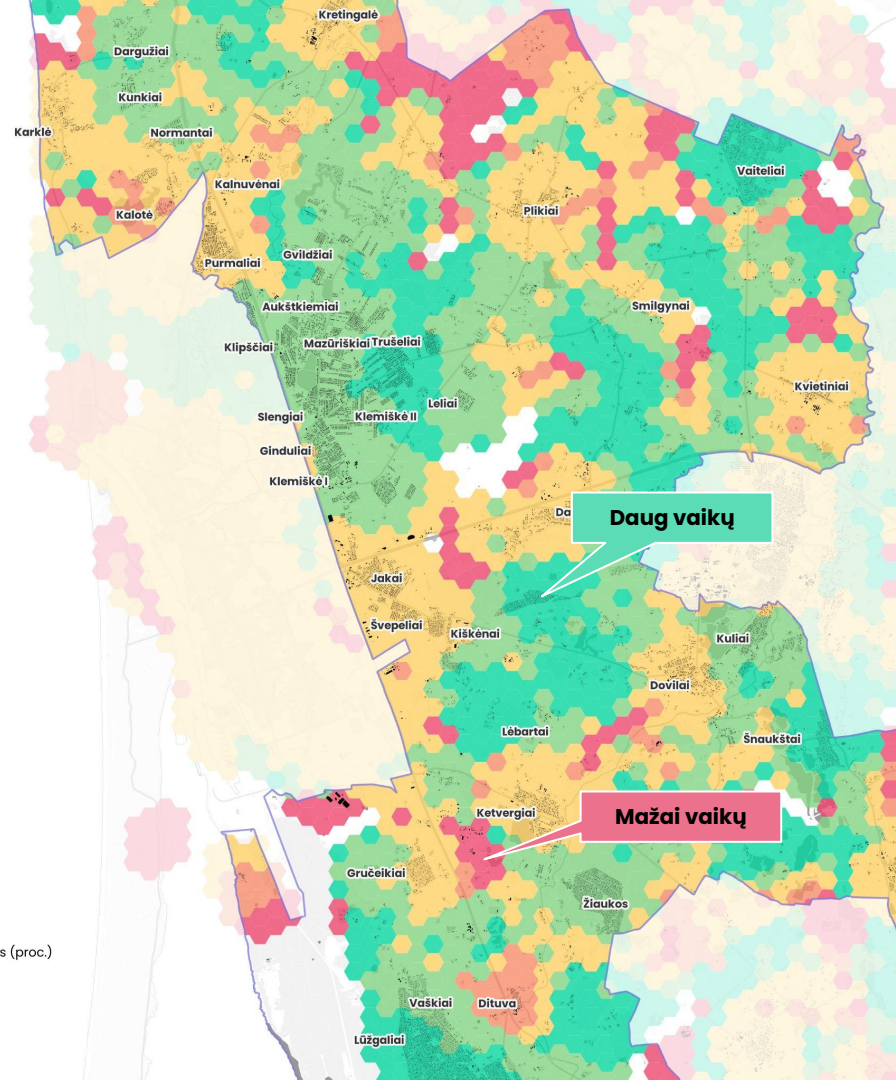 Kretingalė
Dargužiai
Kunkiai
Karklė
Normantai
Vaiteliai
Kalnuvėnai
Kalotė
Plikiai
Gvildžiai
Purmaliai
Aukštkiemiai
Smilgynai
Klipščiai
Mazūriškiai
Trušeliai
Kvietiniai
Leliai
Slengiai
Klemiškė II
Ginduliai
Klemiškė I
Da
Daug vaikų
Jakai
Švepeliai
Kiškėnai
Kuliai
Dovilai
Lėbartai
Šnaukštai
Ketvergiai
Mažai vaikų
Gručeikiai
Žiaukos
s (proc.)
Vaškiai
Dituva
Lūžgaliai